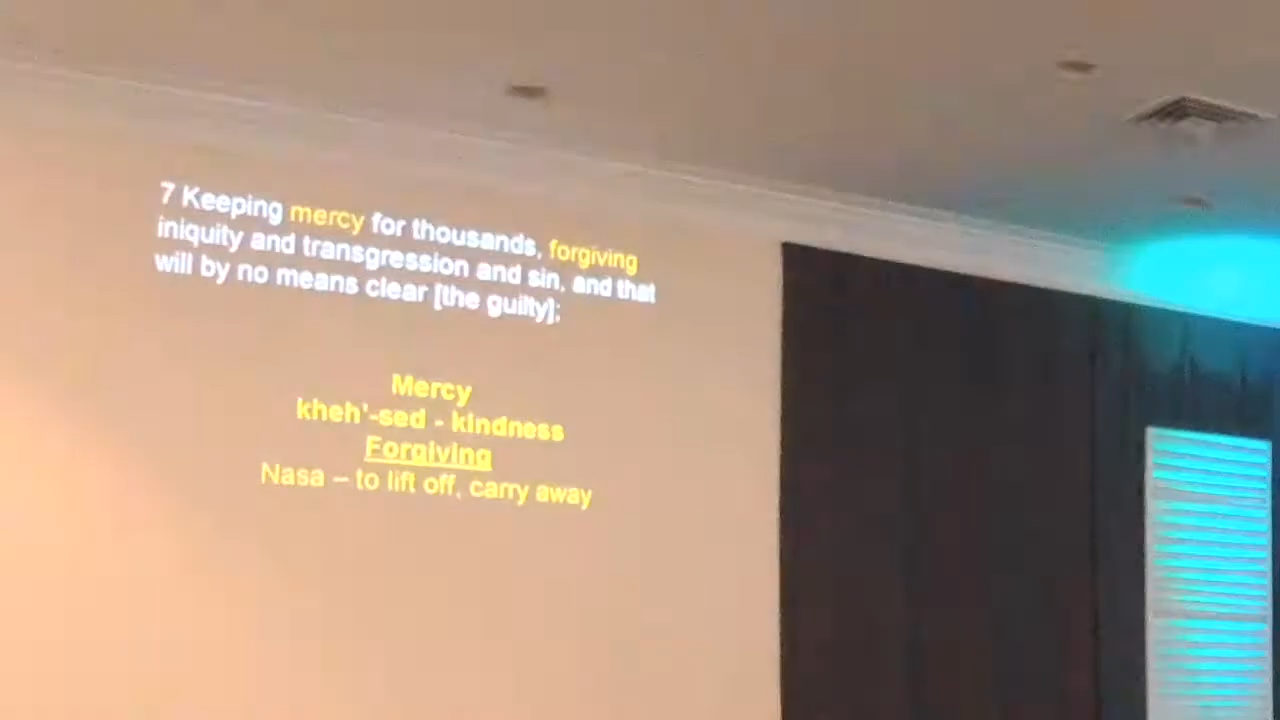 7 Keeping mercy for thousands, forgiving
iniquity and transgression and sin, and that
will by no means clear [the guilty];
Mercy
kheh'-sed - kindness
Forgiving
Nasa – to lift off, carry away